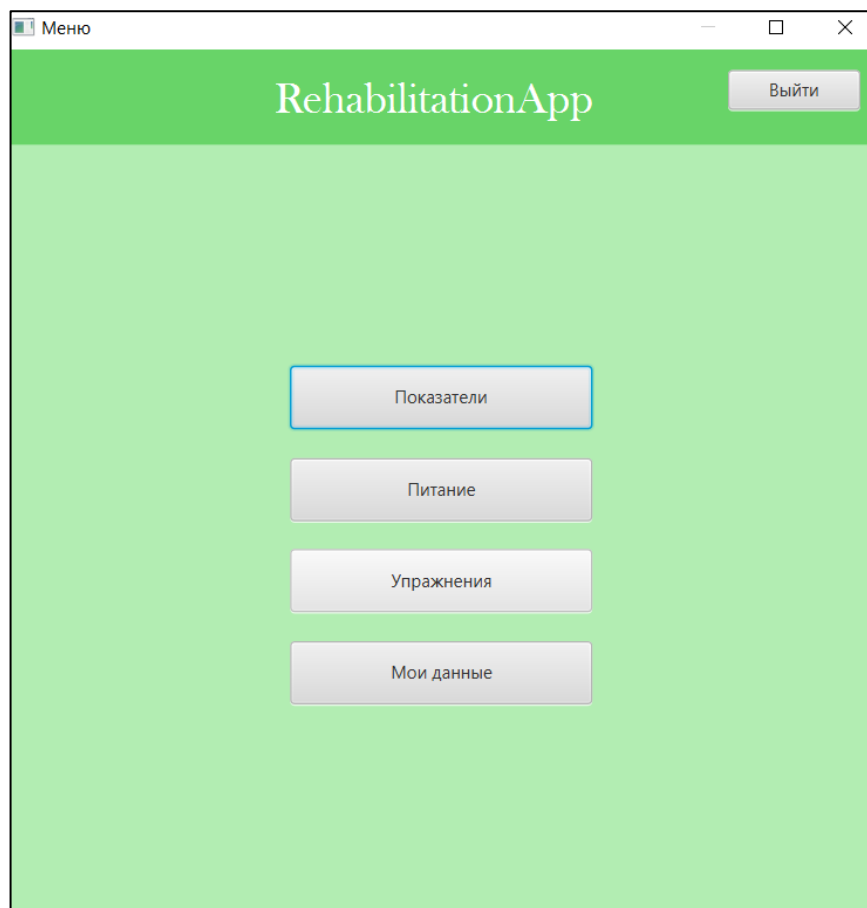 Меню
RehabilitationApp
Выйти
Показатели
Питание
Упражнения
Мои данные